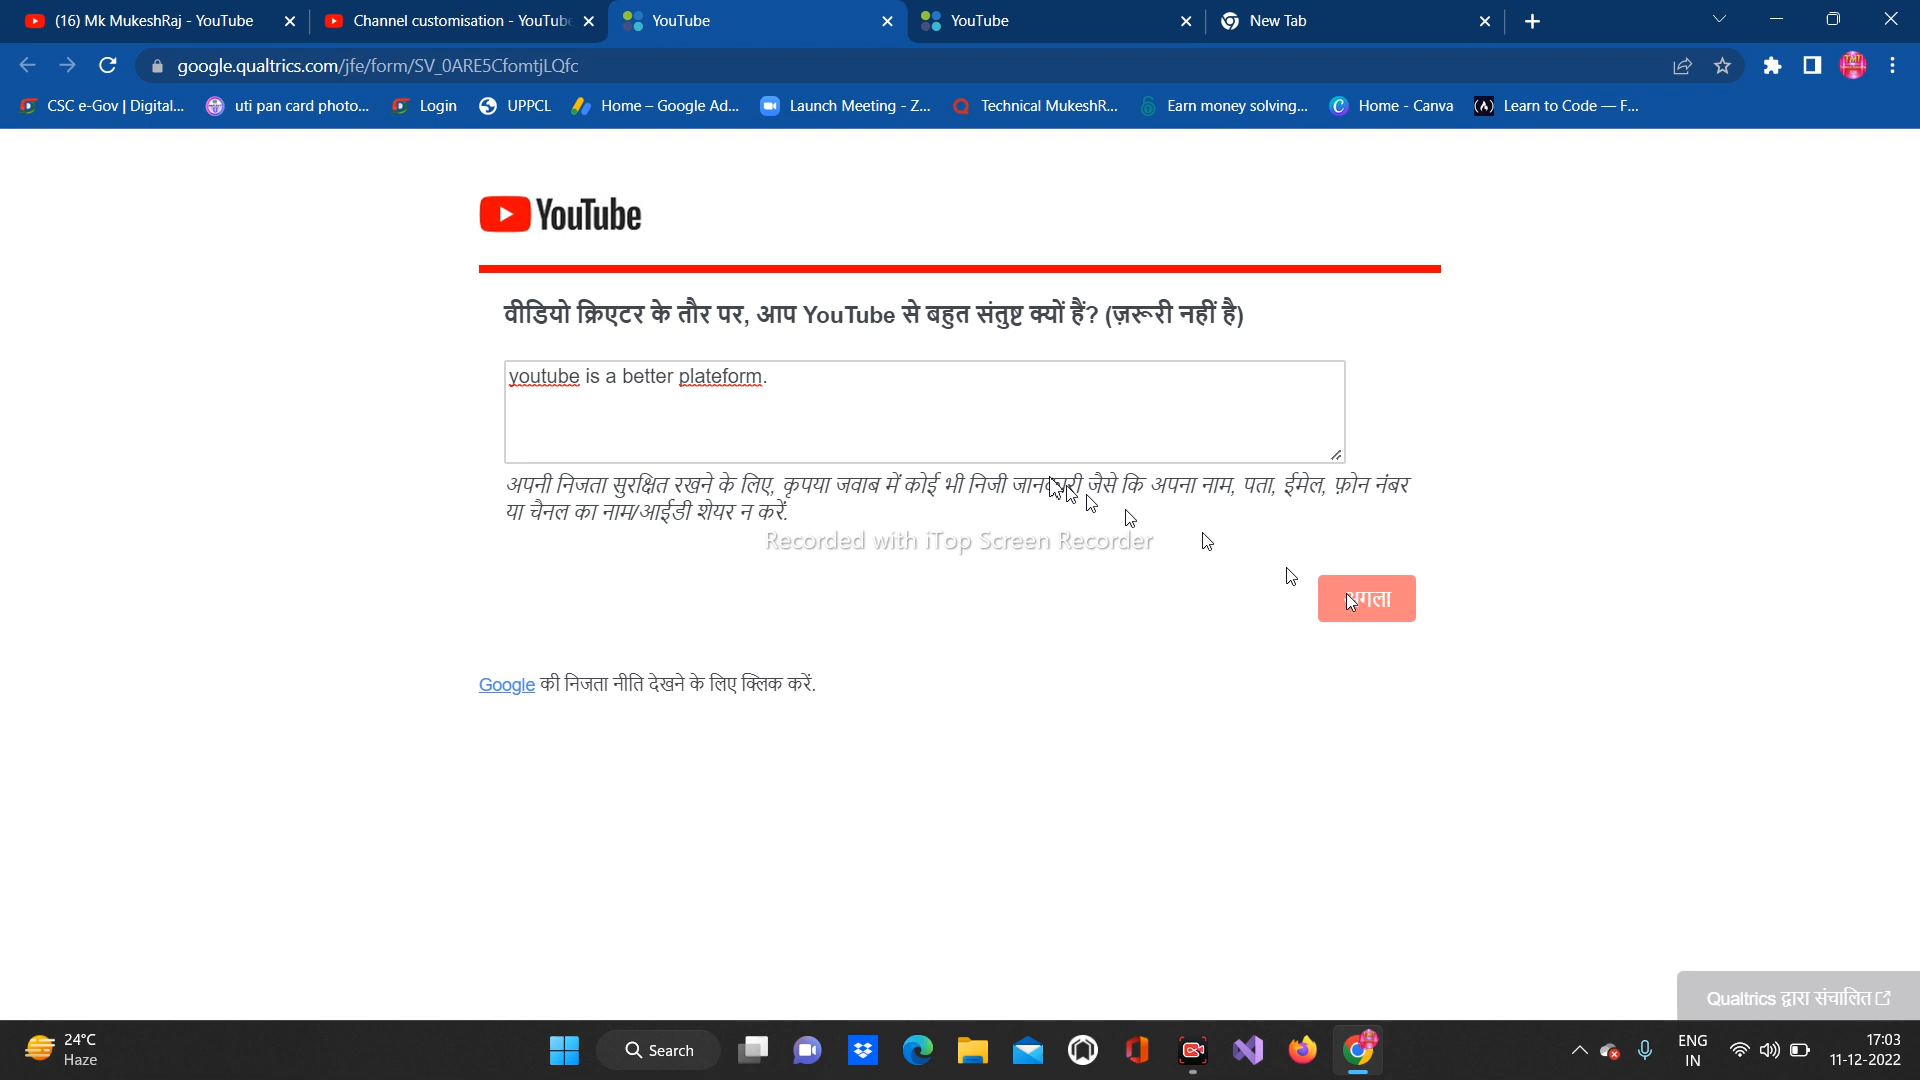 (16) Mk MukeshRaj - YouTube
Channel customisation - YouTube
YouTube
YouTube
New Tab
google.qualtrics.com/jfe/form/SV_0ARE5CfomtjLQfc
CSC e-Gov | Digital...
uti pan card photo...
Login
UPPCL
Home – Google Ad...
Launch Meeting - Z...
Technical MukeshR...
Earn money solving...
Home - Canva
Learn to Code — F...
YouTube
वीडियो क्रिएटर के तौर पर, आप YouTube से बहुत संतुष्ट क्यों हैं? (ज़रूरी नहीं है)
youtube is a better plateform.
अपनी निजता सुरक्षित रखने के लिए, कृपया जवाब में कोई भी निजी जानकारी जैसे कि अपना नाम, पता, ईमेल, फ़ोन नंबर
या चैनल का नाम/आईडी शेयर न करें.
Recorded with iTop Screen Recorder
अगला
Google की निजता नीति देखने के लिए क्लिक करें.
Qualtrics द्वारा संचालित
24°C
Haze
Search
ENG
IN
17:03
11-12-2022